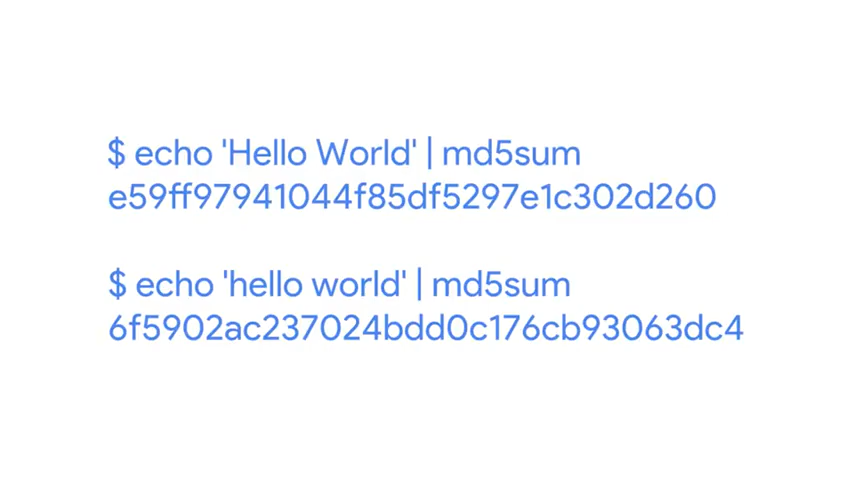 $ echo 'Hello World' | md5sum
e59ff97941044f85df5297e1c302d260
$ echo 'hello world' | md5sum
6f5902ac237024bdd0c176cb93063dc4